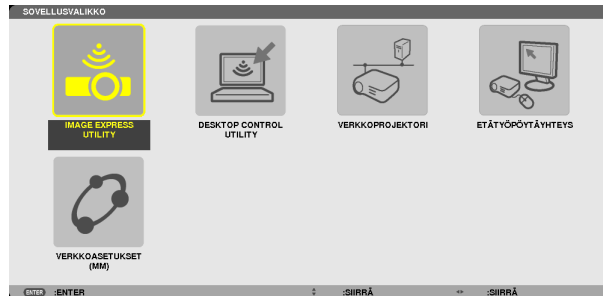 SOVELLUSVALIKKO
IMAGE EXPRESS
UTILITY
DESKTOP CONTROL
UTILITY
VERKKOPROJEKTORI
ETÄTYÖPÖYTÄYHTEYS
VERKKOASETUKSET
(MM)
ENTER :ENTER :SIIRRÄ :SIIRRÄ